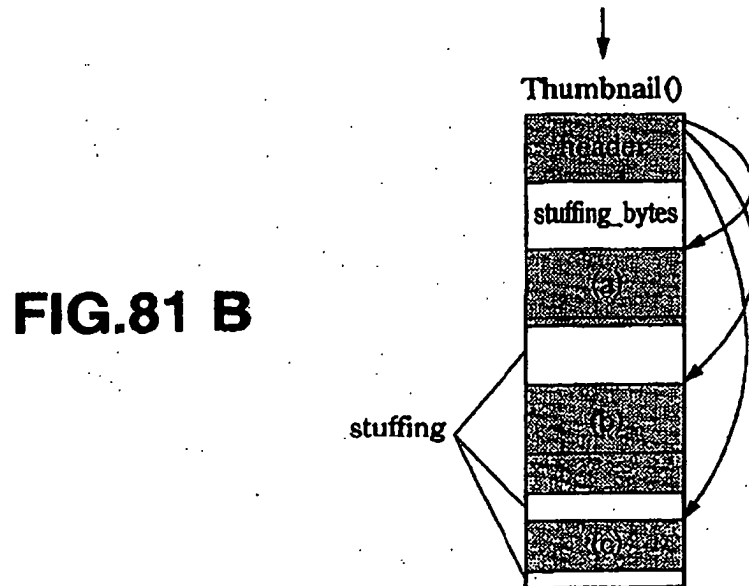 Thumbnail()
header
stuffing_bytes
(a)
FIG.81 B
stuffing
(b)
(c)